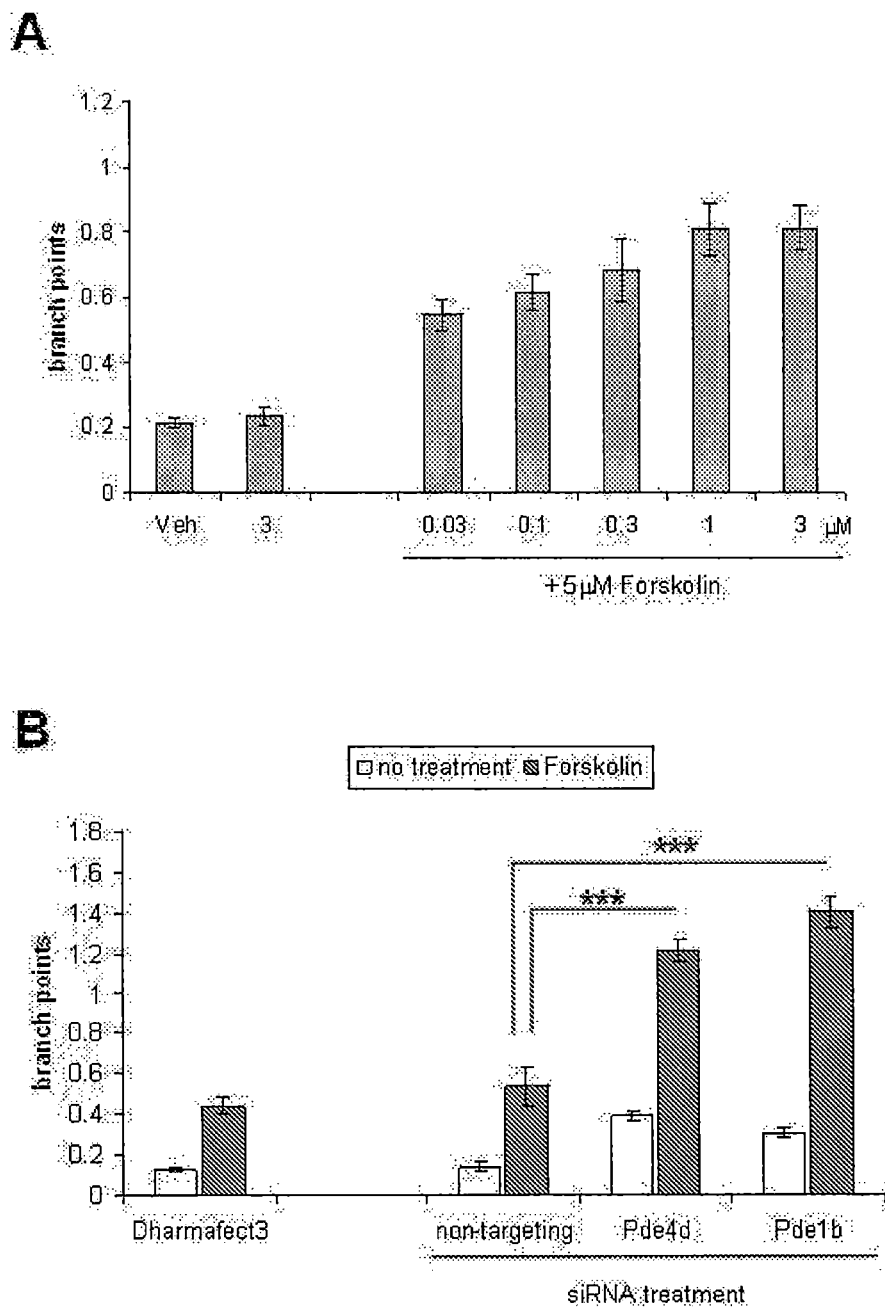 A
1.2
1
0.8
0.6
0.4
0.2
0
branch points
Veh 3 0.03 0.1 0.3 1 3 µM
+5µM Forskolin
B
no treatment Forskolin
1.8
1.6
1.4
1.2
1
0.8
0.6
0.4
0.2
0
branch points
***
***
Dharmafect3 non-targeting Pde4d Pde1b
siRNA treatment